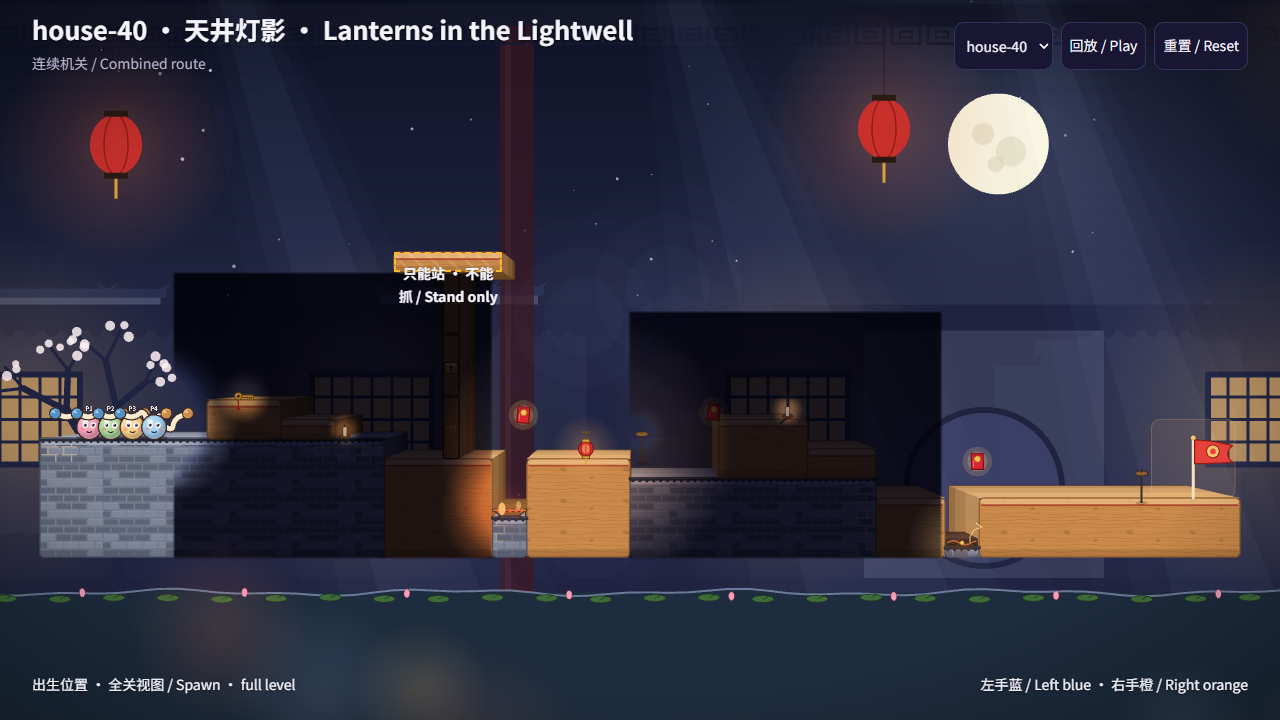 house-40 • 天井灯影 • Lanterns in the Lightwell
连续机关 / Combined route
house-40
回放 / Play
重置 / Reset
只能站 • 不能
抓 / Stand only
P1 P2 P3 P4
出生位置 • 全关视图 / Spawn • full level
左手蓝 / Left blue • 右手橙 / Right orange